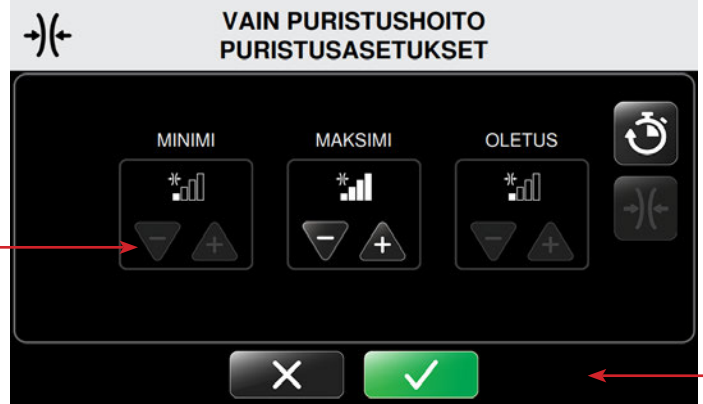 VAIN PURISTUSHOITO
PURISTUSASETUKSET
MINIMI MAKSIMI OLETUS